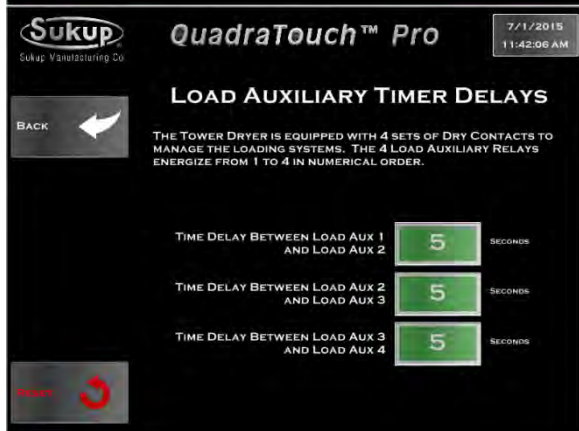 Sukup
Sukup Manufacturing Co.
QuadraTouch™ Pro
7/1/2015
11:42:06 AM
LOAD AUXILIARY TIMER DELAYS
BACK
THE TOWER DRYER IS EQUIPPED WITH 4 SETS OF DRY CONTACTS TO
MANAGE THE LOADING SYSTEMS. THE 4 LOAD AUXILIARY RELAYS
ENERGIZE FROM 1 TO 4 IN NUMERICAL ORDER.
TIME DELAY BETWEEN LOAD AUX 1
AND LOAD AUX 2
5
SECONDS
TIME DELAY BETWEEN LOAD AUX 2
AND LOAD AUX 3
5
SECONDS
TIME DELAY BETWEEN LOAD AUX 3
AND LOAD AUX 4
5
SECONDS